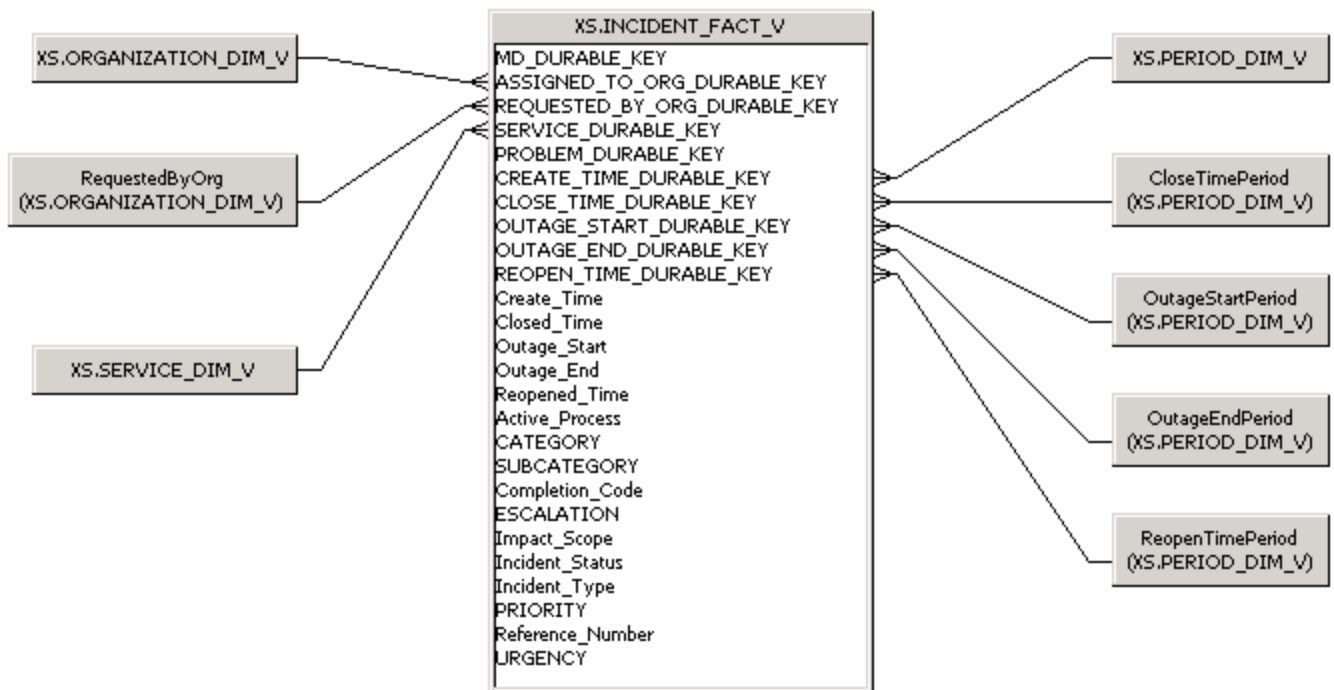 XS.ORGANIZATION_DIM_V
RequestedByOrg
(XS.ORGANIZATION_DIM_V)
XS.SERVICE_DIM_V
XS.INCIDENT_FACT_V
MD_DURABLE_KEY
ASSIGNED_TO_ORG_DURABLE_KEY
REQUESTED_BY_ORG_DURABLE_KEY
SERVICE_DURABLE_KEY
PROBLEM_DURABLE_KEY
CREATE_TIME_DURABLE_KEY
CLOSE_TIME_DURABLE_KEY
OUTAGE_START_DURABLE_KEY
OUTAGE_END_DURABLE_KEY
REOPEN_TIME_DURABLE_KEY
Create_Time
Closed_Time
Outage_Start
Outage_End
Reopened_Time
Active_Process
CATEGORY
SUBCATEGORY
Completion_Code
ESCALATION
Impact_Scope
Incident_Status
Incident_Type
PRIORITY
Reference_Number
URGENCY
XS.PERIOD_DIM_V
CloseTimePeriod
(XS.PERIOD_DIM_V)
OutageStartPeriod
(XS.PERIOD_DIM_V)
OutageEndPeriod
(XS.PERIOD_DIM_V)
ReopenTimePeriod
(XS.PERIOD_DIM_V)